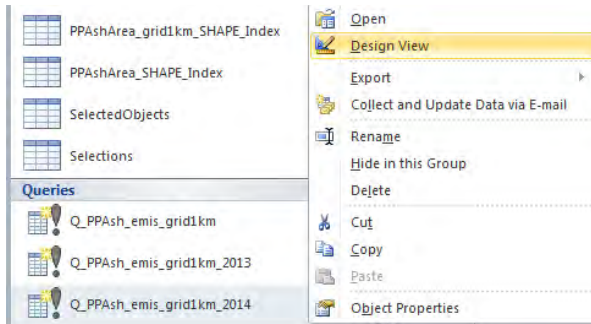 PPAshArea_grid1km_SHAPE_Index
PPAshArea_SHAPE_Index
SelectedObjects
Selections
Queries
Q_PPAsh_emis_grid1km
Q_PPAsh_emis_grid1km_2013
Q_PPAsh_emis_grid1km_2014
Open
Design View
Export
Collect and Update Data via E-mail
Rename
Hide in this Group
Delete
Cut
Copy
Paste
Object Properties